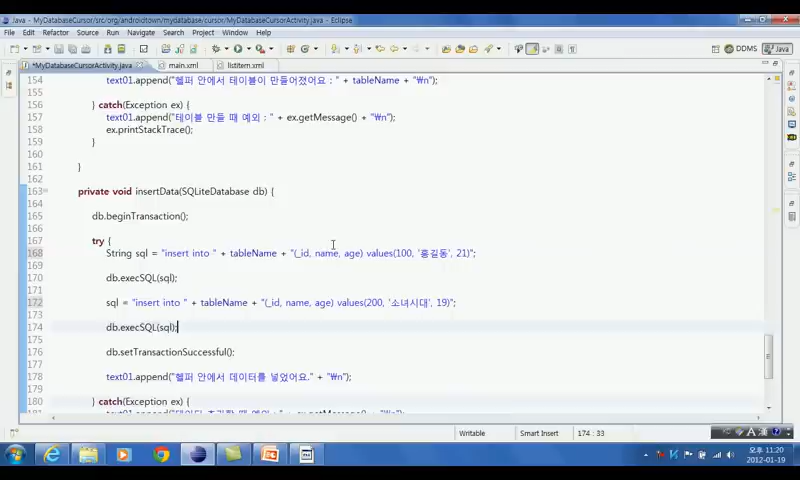 Java - MyDatabaseCursor/src/org/androidtown/mydatabase/cursor/MyDatabaseCursorActivity.java - Eclipse
File Edit Refactor Source Navigate Search Project Window Run Help
DDMS Java
*MyDatabaseCursorActivity.java main.xml listitem.xml
154 text01.append("헬퍼 안에서 테이블이 만들어졌어요 : " + tableName + "₩n");
155
156 } catch(Exception ex) {
157 text01.append("테이블 만들 때 예외 : " + ex.getMessage() + "₩n");
158 ex.printStackTrace();
159 }
160
161 }
162
163 private void insertData(SQLiteDatabase db) {
164
165 db.beginTransaction();
166
167 try {
168 String sql = "insert into " + tableName + "(_id, name, age) values(100, '홍길동', 21)";
169
170 db.execSQL(sql);
171
172 sql = "insert into " + tableName + "(_id, name, age) values(200, '소녀시대', 19)";
173
174 db.execSQL(sql);
175
176 db.setTransactionSuccessful();
177
178 text01.append("헬퍼 안에서 데이터를 넣었어요." + "₩n");
179
180 } catch(Exception ex) {
Writable Smart Insert 174 : 33
오후 11:20
2012-01-19